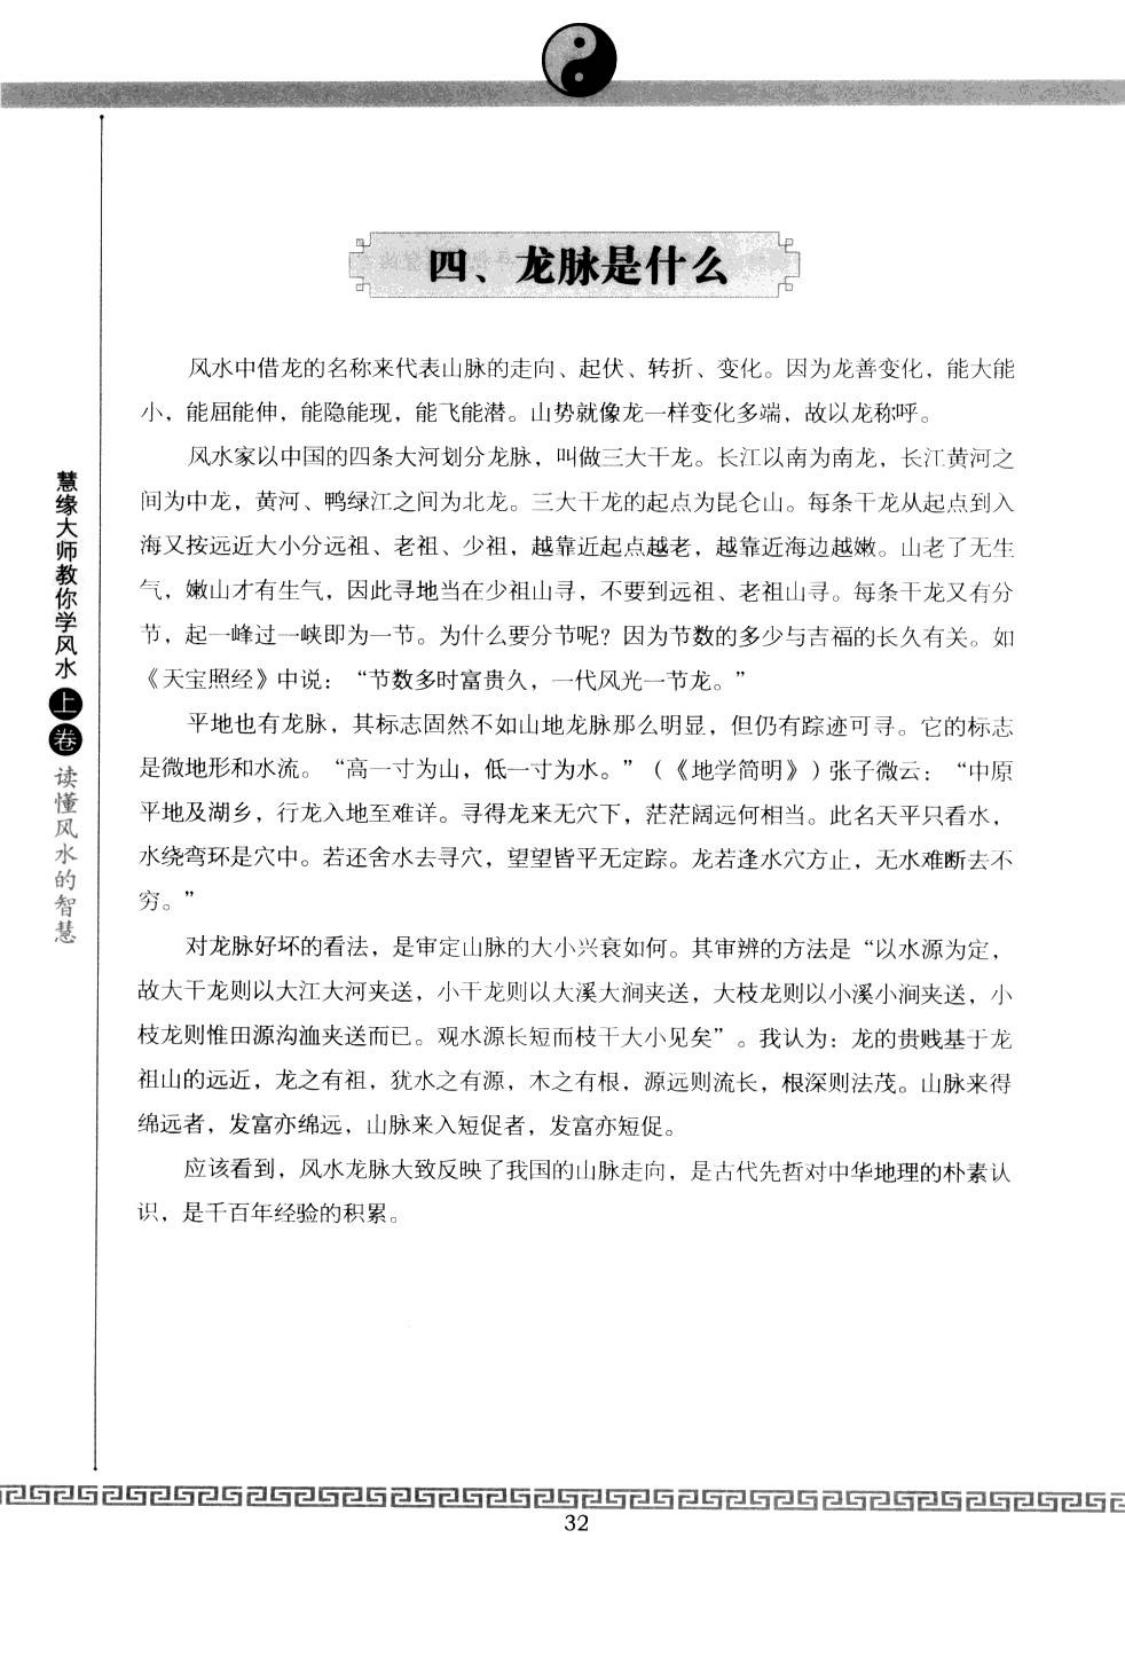 四、龙脉是什么
风水中借龙的名称来代表山脉的走向、起伏、转折、变化。因为龙善变化，能大能
小，能屈能伸，能隐能现，能飞能潜。山势就像龙一样变化多端，故以龙称呼。
风水家以中国的四条大河划分龙脉，叫做三大干龙。长江以南为南龙，长江黄河之
间为中龙，黄河、鸭绿江之间为北龙。三大干龙的起点为昆仑山。每条干龙从起点到入
海又按远近大小分远祖、老祖、少祖，越靠近起点越老，越靠近海边越嫩。山老了无生
气，嫩山才有生气，因此寻地当在少祖山寻，不要到远祖、老祖山寻。每条干龙又有分
节，起一峰过一峡即为一节。为什么要分节呢？因为节数的多少与吉福的长久有关。如
《天宝照经》中说：“节数多时富贵久，一代风光一节龙。”
平地也有龙脉，其标志固然不如山地龙脉那么明显，但仍有踪迹可寻。它的标志
是微地形和水流。“高一寸为山，低一寸为水。”（《地学简明》）张子微云：“中原
平地及湖乡，行龙入地至难详。寻得龙来无穴下，茫茫阔远何相当。此名天平只看水，
水绕弯环是穴中。若还舍水去寻穴，望望皆平无定踪。龙若逢水穴方止，无水难断去不
穷。”
对龙脉好坏的看法，是审定山脉的大小兴衰如何。其审辨的方法是“以水源为定，
故大干龙则以大江大河夹送，小干龙则以大溪大涧夹送，大枝龙则以小溪小涧夹送，小
枝龙则惟田源沟洫夹送而已。观水源长短而枝干大小见矣”。我认为：龙的贵贱基于龙
祖山的远近，龙之有祖，犹水之有源，木之有根，源远则流长，根深则法茂。山脉来得
绵远者，发富亦绵远，山脉来入短促者，发富亦短促。
应该看到，风水龙脉大致反映了我国的山脉走向，是古代先哲对中华地理的朴素认
识，是千百年经验的积累。
慧缘大师教你学风水上卷读懂风水的智慧
32